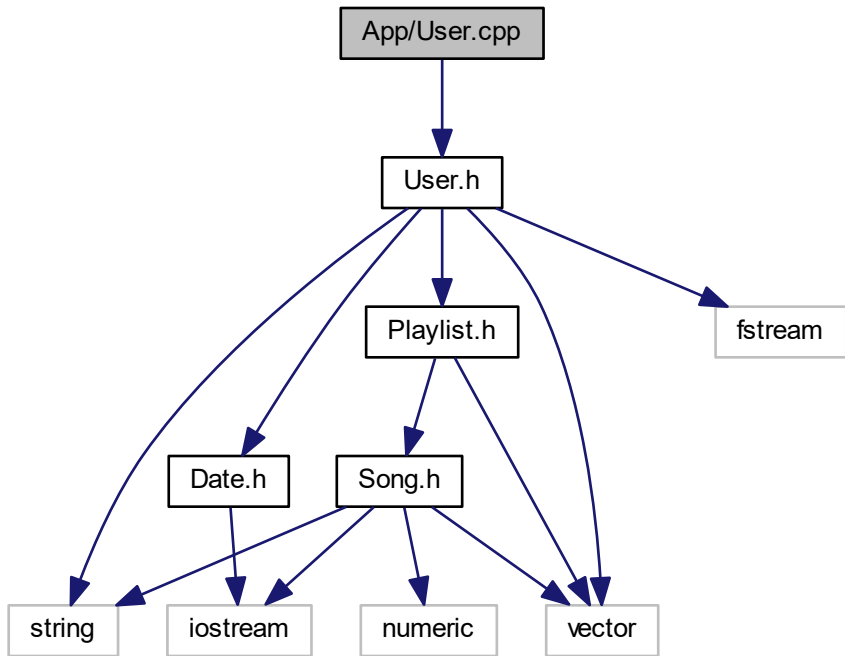 App/User.cpp
User.h
Playlist.h
fstream
Date.h
Song.h
string
iostream
numeric
vector